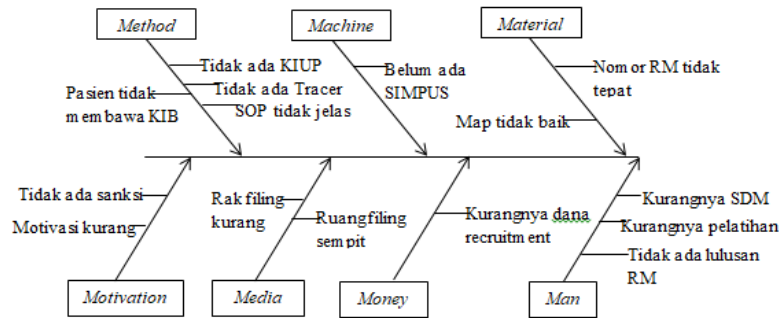 Method
Machine
Material
Tidak ada KIUP
Tidak ada Tracer
SOP tidak jelas
Pasien tidak
membawa KIB
Belum ada
SIMPUS
Nomor RM tidak
tepat
Map tidak baik
Tidak ada sanksi
Motivasi kurang
Rak filing
kurang
Ruangfiling
sempit
Kurangnya dana
recruitment
Kurangnya SDM
Kurangnya pelatihan
Tidak ada lulusan
RM
Motivation
Media
Money
Man